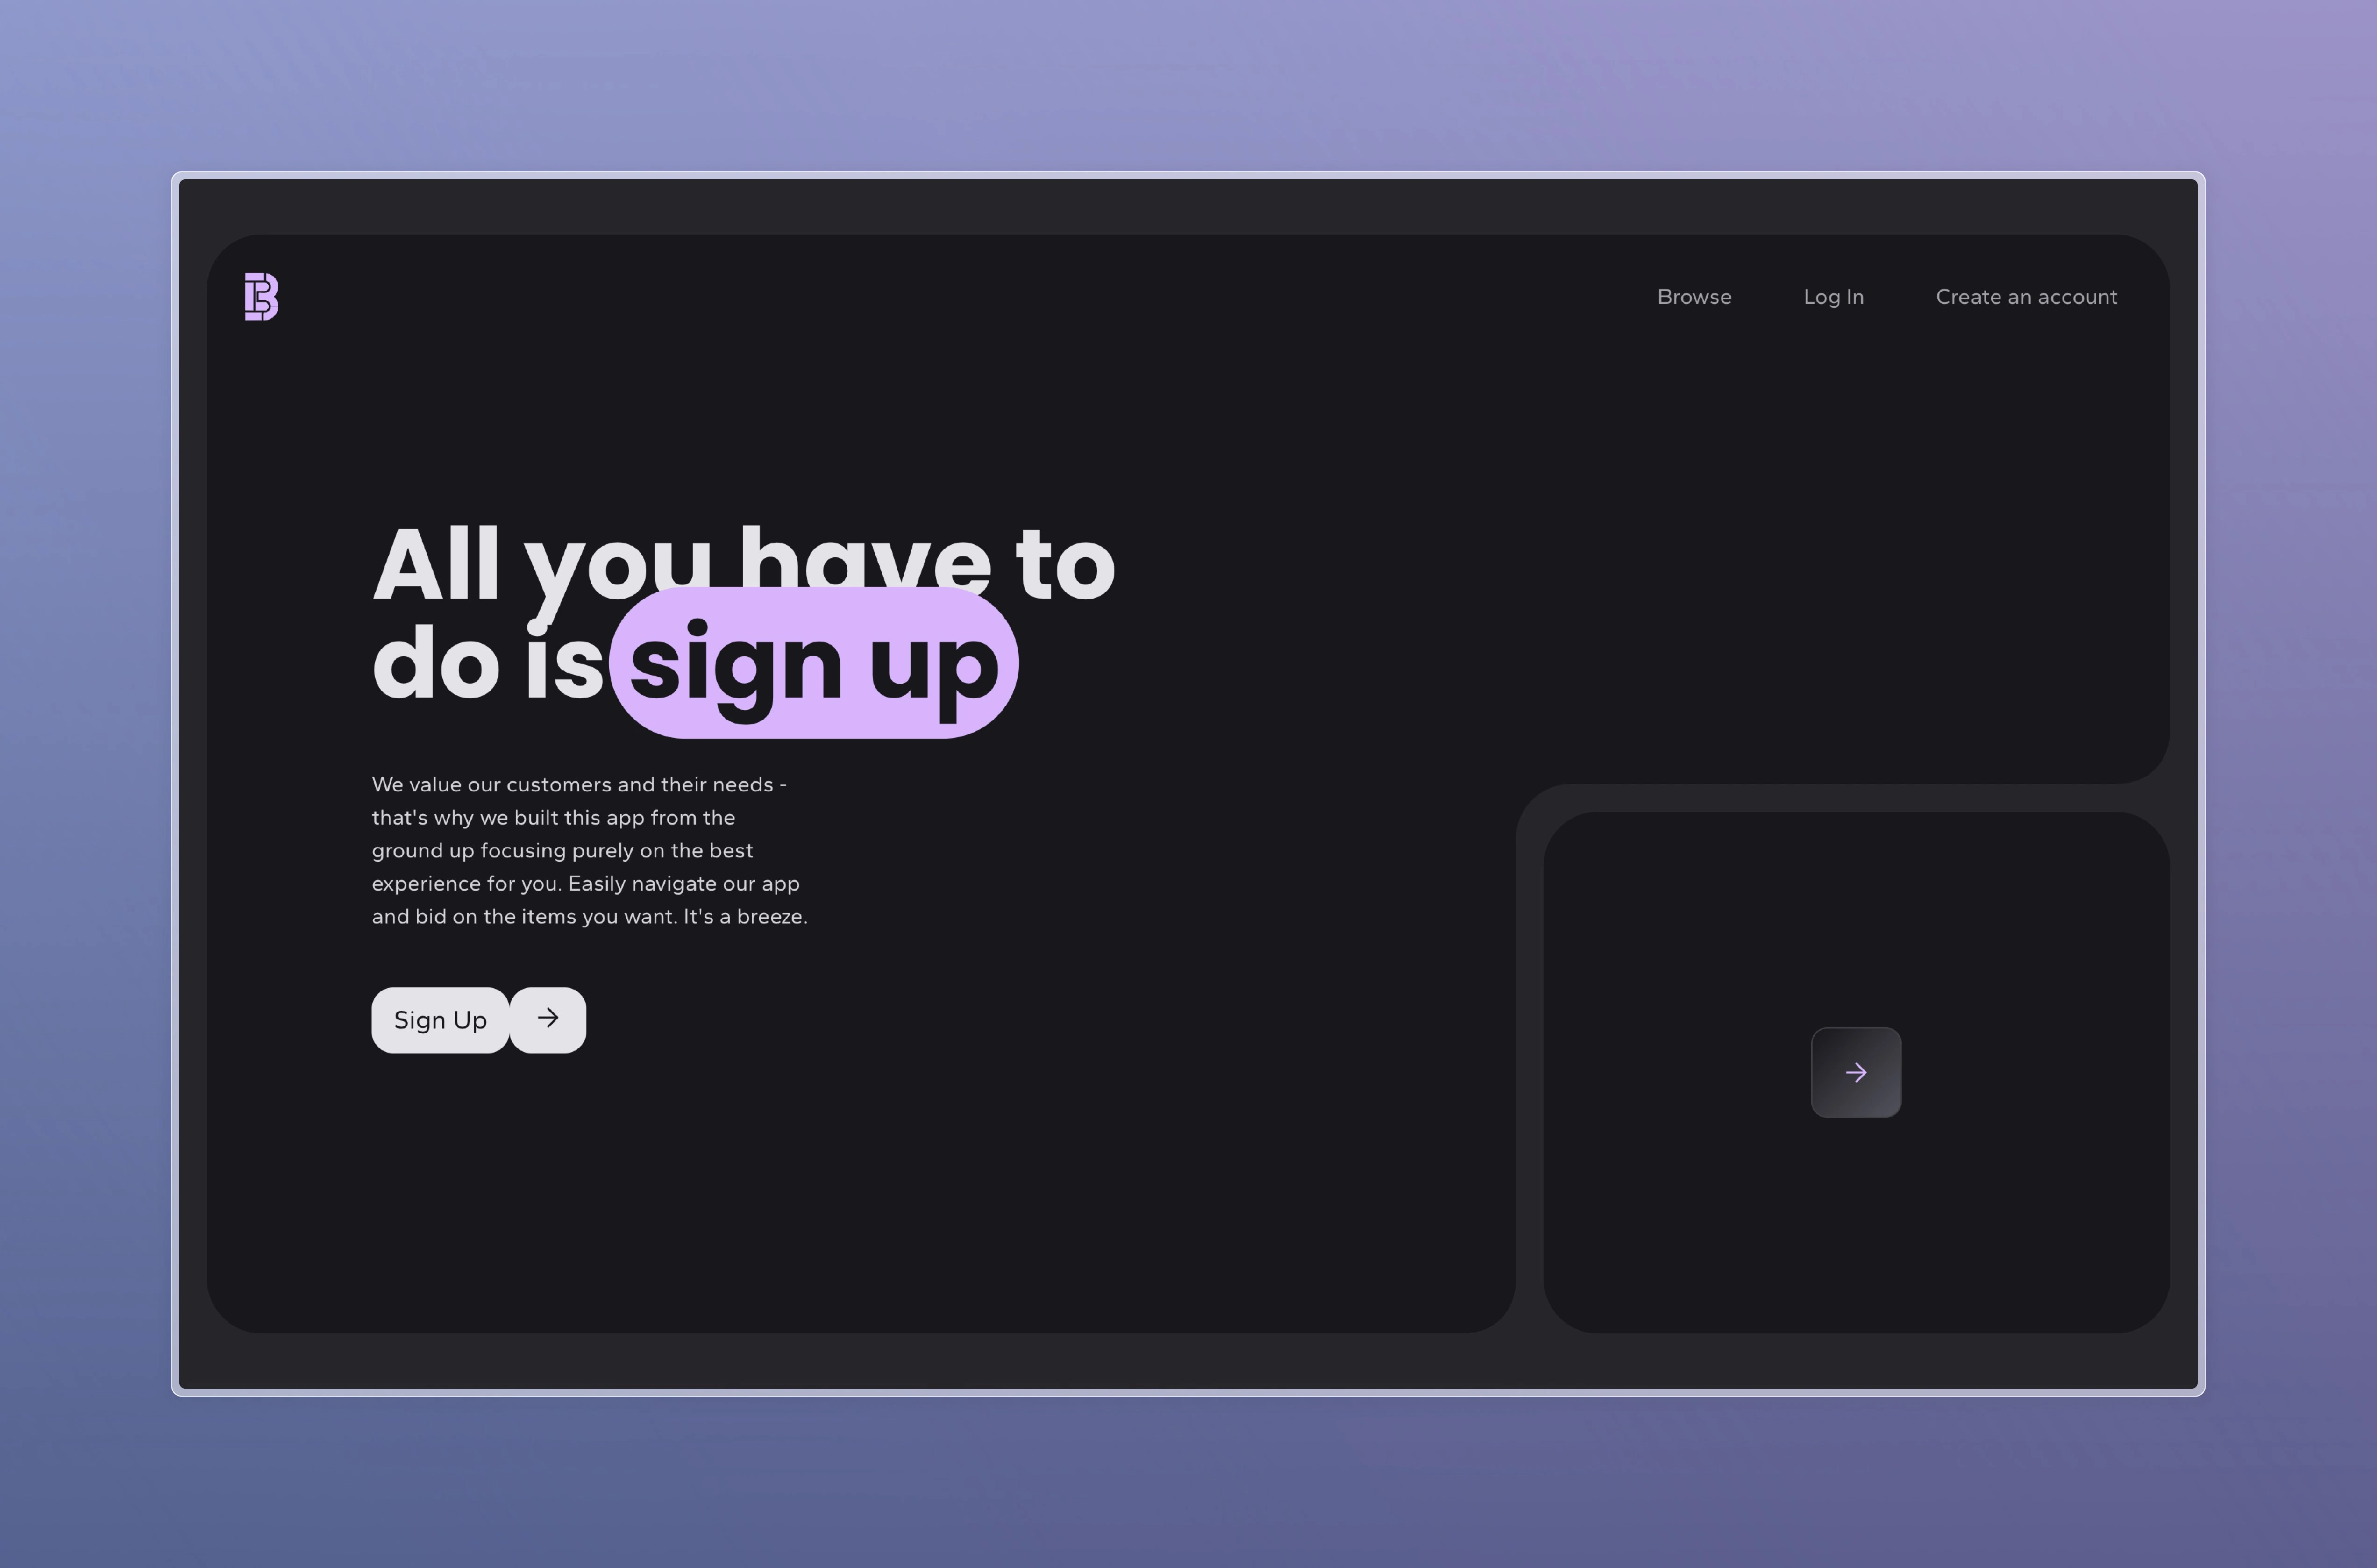 B
Browse
Log In
Create an account
All you have to
do is sign up
We value our customers and their needs -
that's why we built this app from the
ground up focusing purely on the best
experience for you. Easily navigate our app
and bid on the items you want. It's a breeze.
Sign Up